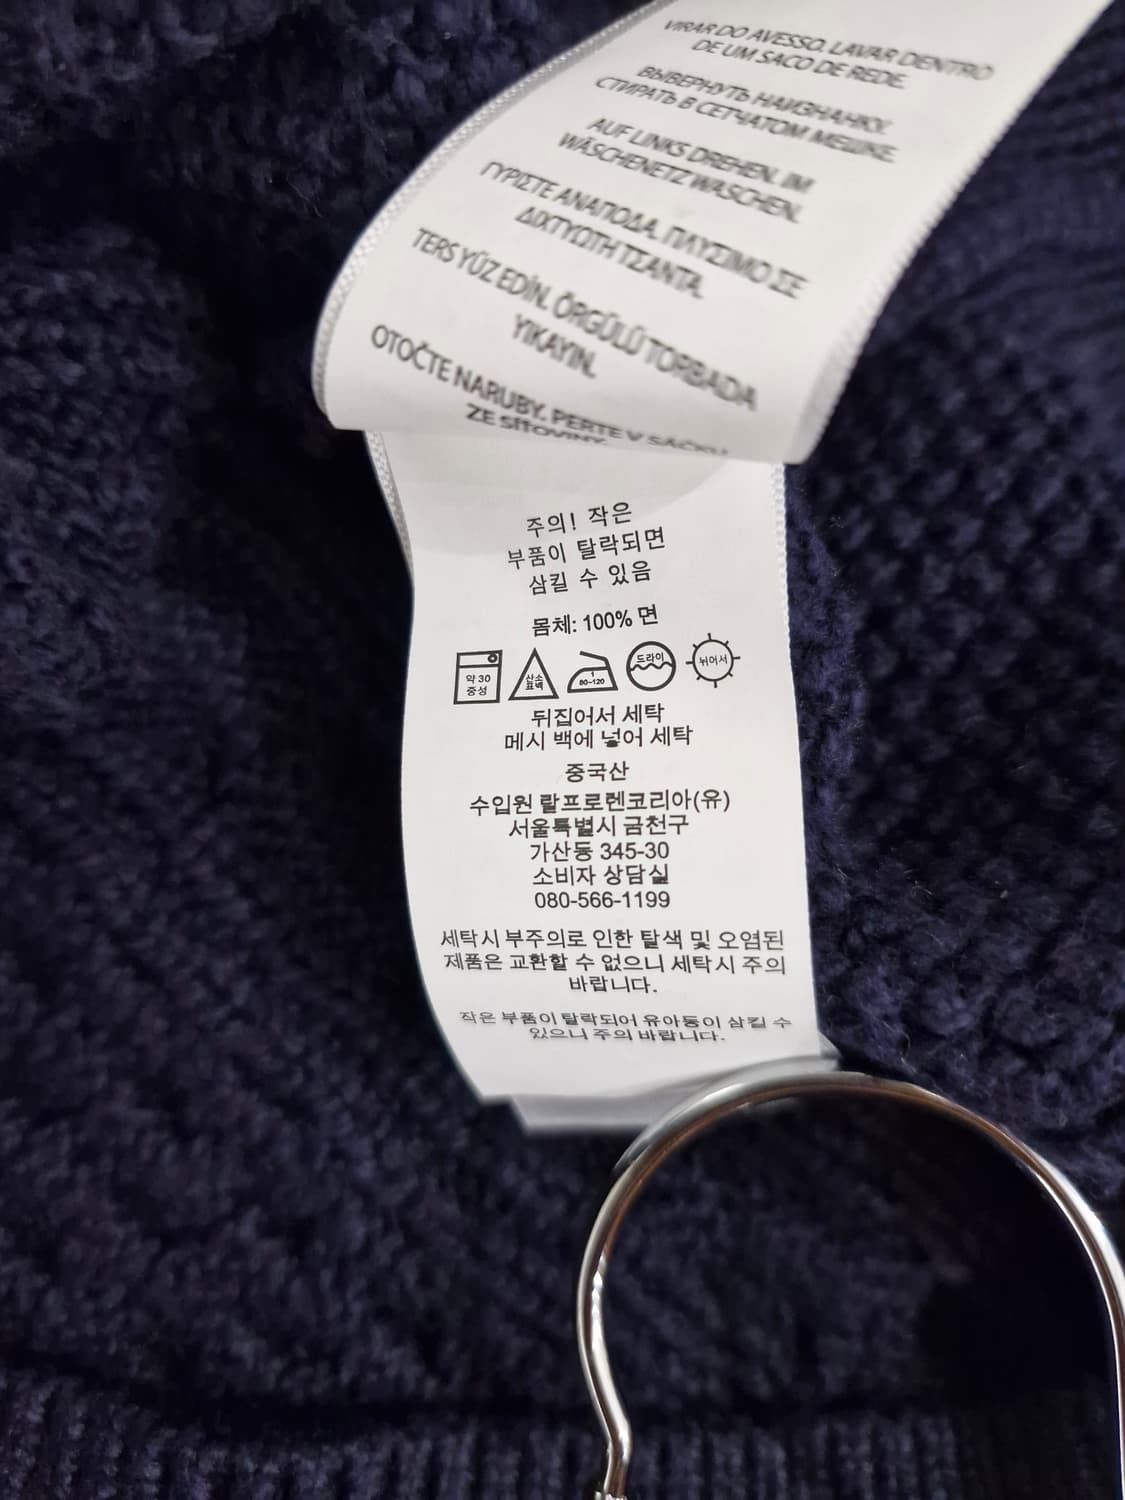 VIRAR DO AVESSO. LAVAR DENTRO
DE UM SACO DE REDE.
ВЫВЕРНУТЬ НАИЗНАНКУ.
СТИРАТЬ В СЕТЧАТОМ МЕШКЕ.
AUF LINKS DREHEN. IM
WÄSCHENETZ WASCHEN.
ΓΥΡΙΣΤΕ ΑΝΑΠΟΔΑ. ΠΛΥΣΙΜΟ ΣΕ
ΔΙΧΤΥΩΤΗ ΤΣΑΝΤΑ.
TERS YÜZ EDİN. ÖRGÜLÜ TORBADA
YIKAYIN.
OTOČTE NARUBY. PERTE V SÁČKU
ZE SÍŤOVINY.
주의! 작은
부품이 탈락되면
삼킬 수 있음
몸체: 100% 면
약 30
중성
산소
표백
1
80~120
드라이
뉘어서
뒤집어서 세탁
메시 백에 넣어 세탁
중국산
수입원 랄프로렌코리아(유)
서울특별시 금천구
가산동 345-30
소비자 상담실
080-566-1199
세탁시 부주의로 인한 탈색 및 오염된
제품은 교환할 수 없으니 세탁시 주의
바랍니다.
작은 부품이 탈락되어 유아등이 삼킬 수
있으니 주의 바랍니다.